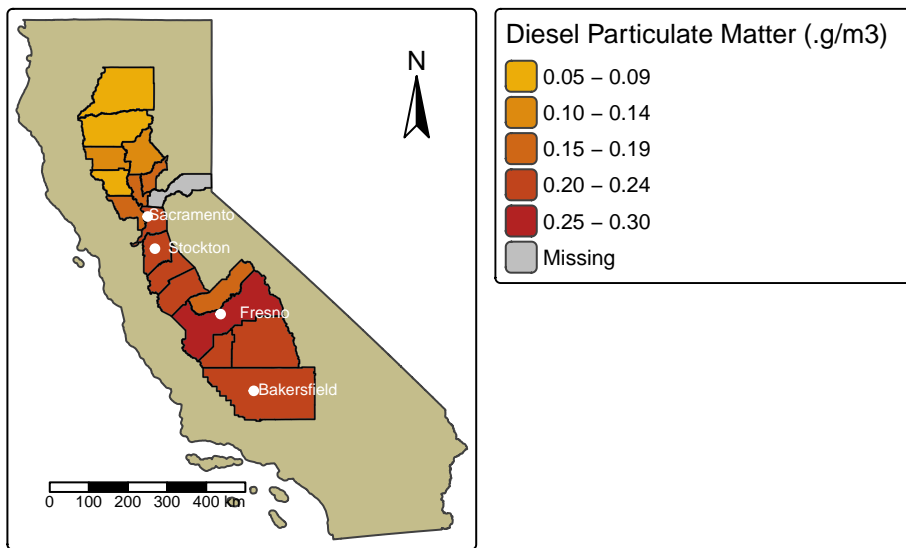 N
Sacramento
Stockton
Fresno
Bakersfield
0 100 200 300 400 km
Diesel Particulate Matter (.g/m3)
0.05 − 0.09
0.10 − 0.14
0.15 − 0.19
0.20 − 0.24
0.25 − 0.30
Missing